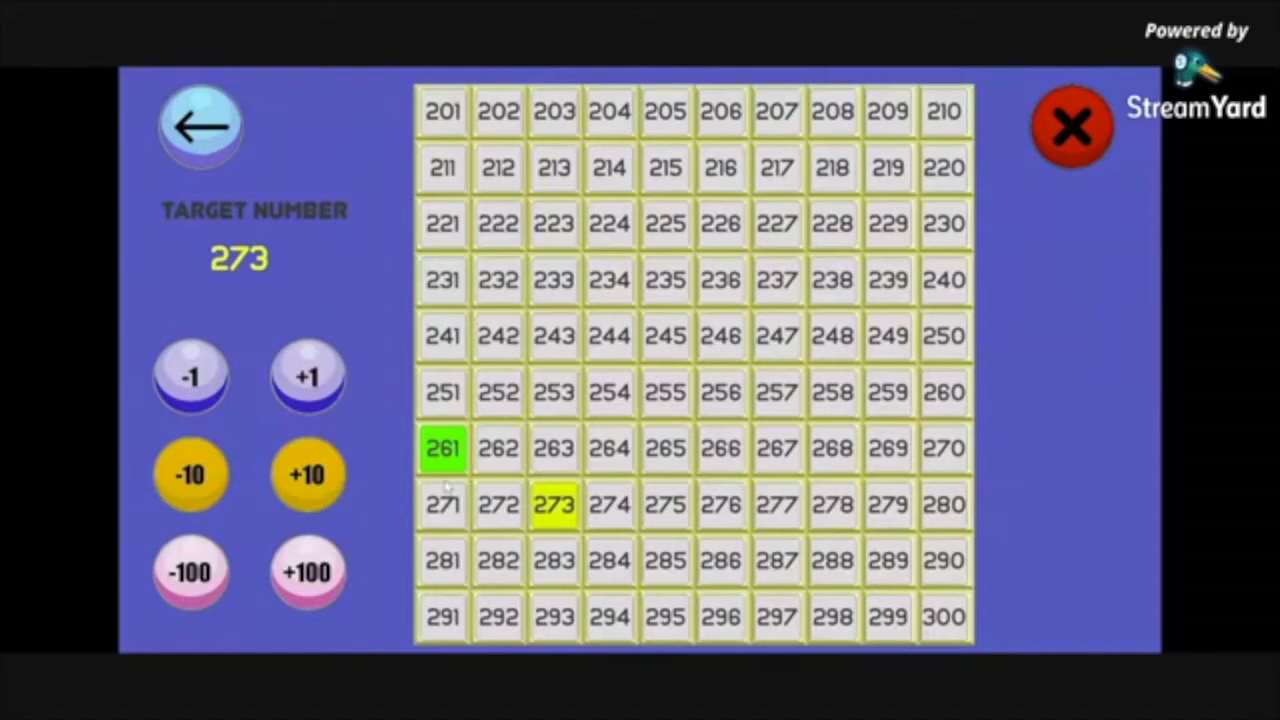 Powered by
StreamYard
TARGET NUMBER
273
-1 +1
-10 +10
-100 +100
201 202 203 204 205 206 207 208 209 210
211 212 213 214 215 216 217 218 219 220
221 222 223 224 225 226 227 228 229 230
231 232 233 234 235 236 237 238 239 240
241 242 243 244 245 246 247 248 249 250
251 252 253 254 255 256 257 258 259 260
261 262 263 264 265 266 267 268 269 270
271 272 273 274 275 276 277 278 279 280
281 282 283 284 285 286 287 288 289 290
291 292 293 294 295 296 297 298 299 300